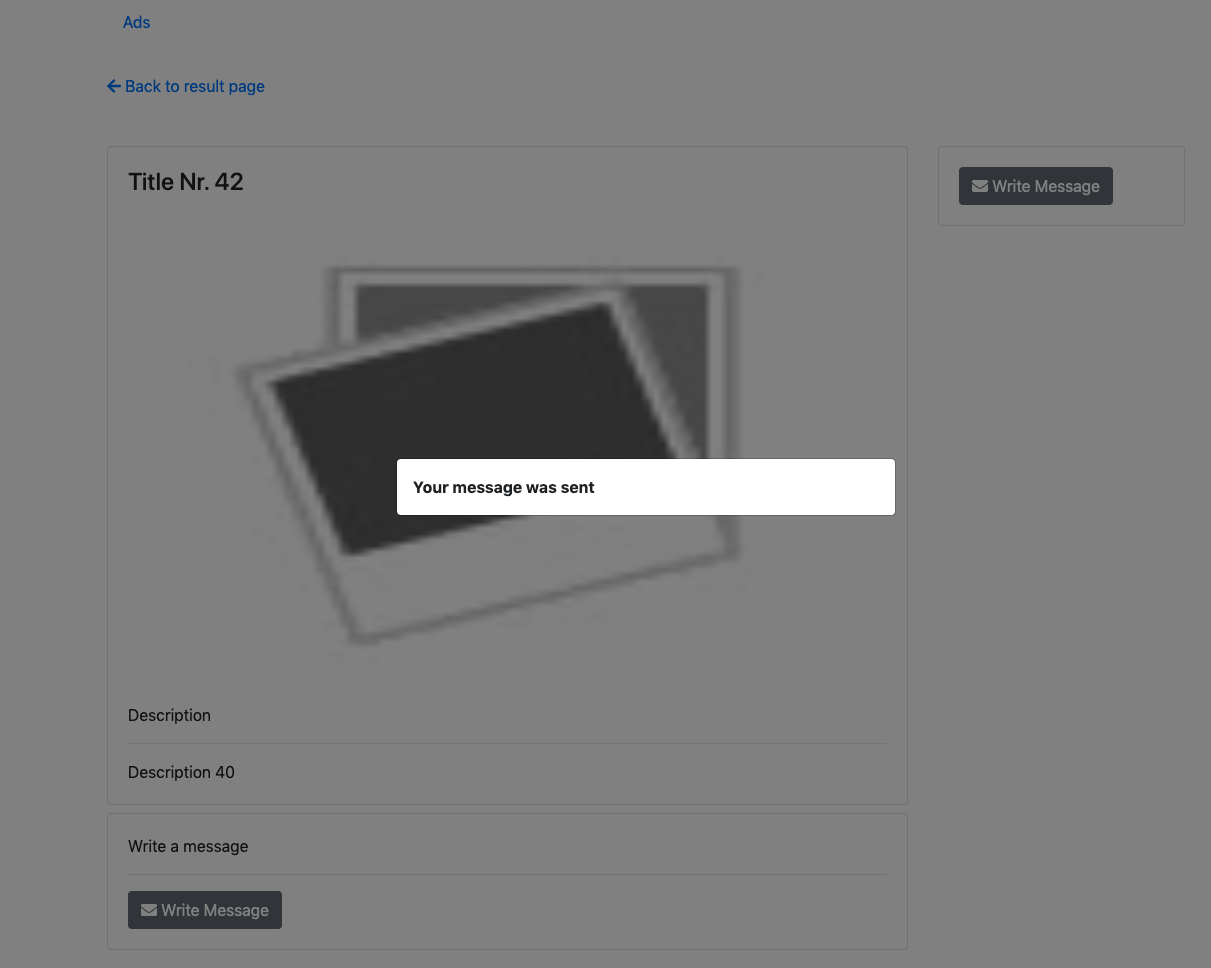 Ads
Back to result page
Title Nr. 42
Write Message
Your message was sent
Description
Description 40
Write a message
Write Message